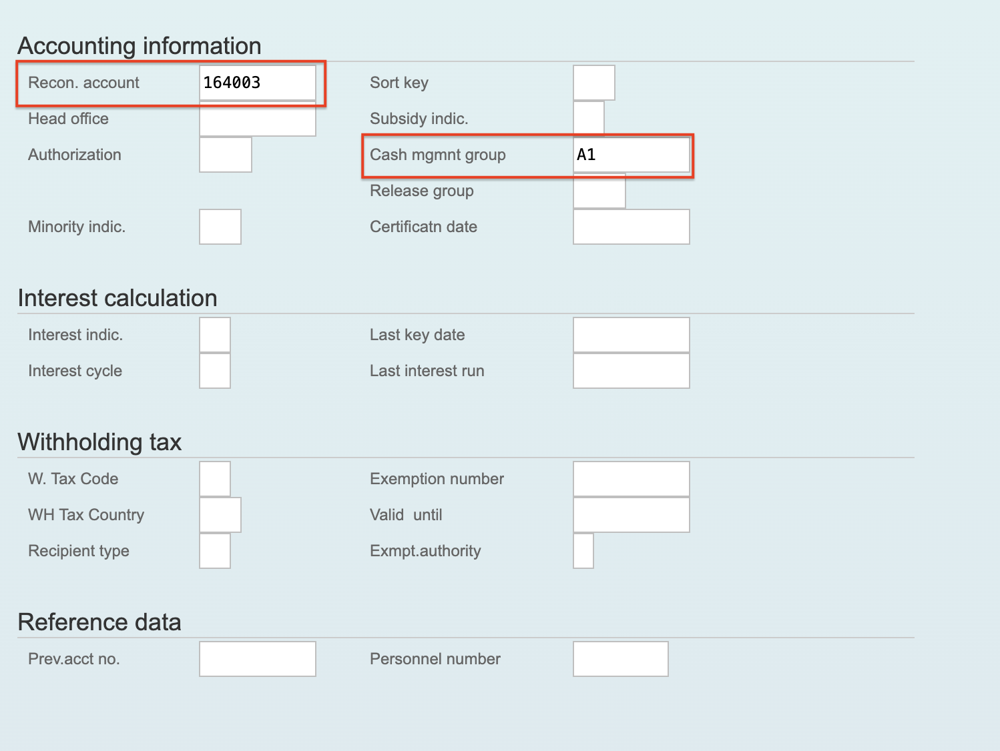 Accounting information
Recon. account 164003 Sort key
Head office Subsidy indic.
Authorization Cash mgmnt group A1
Release group
Minority indic. Certificatn date
Interest calculation
Interest indic. Last key date
Interest cycle Last interest run
Withholding tax
W. Tax Code Exemption number
WH Tax Country Valid  until
Recipient type Exmpt.authority
Reference data
Prev.acct no. Personnel number